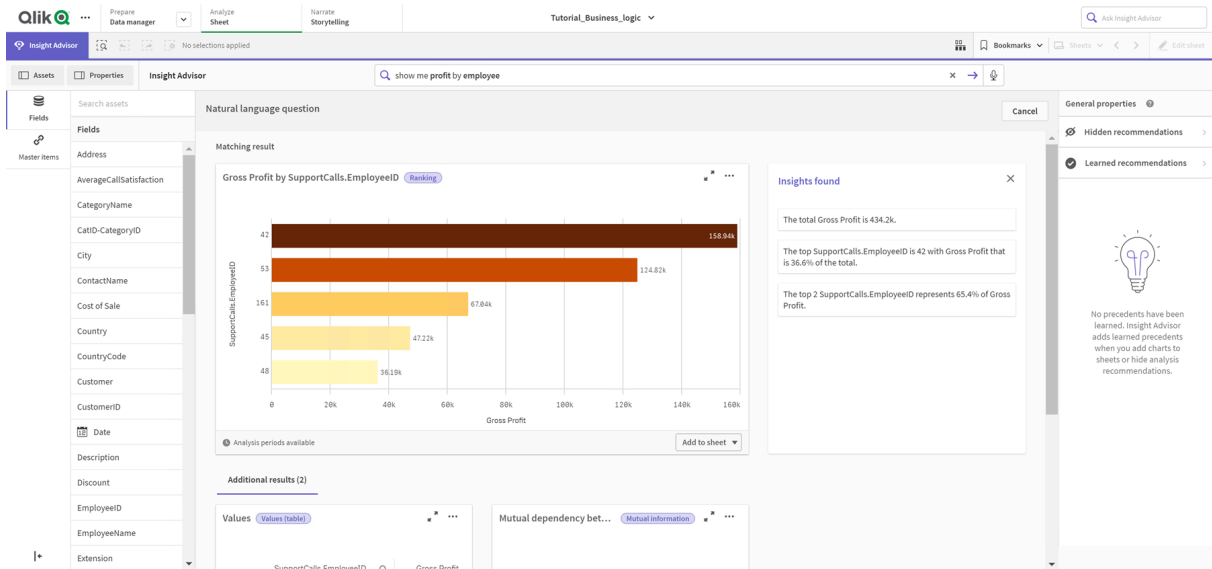 Qlik
Prepare
Data manager
Analyze
Sheet
Narrate
Storytelling
Tutorial_Business_logic
Ask Insight Advisor
Insight Advisor
No selections applied
Bookmarks
Sheets
Edit sheet
Assets
Properties
Insight Advisor
show me profit by employee
Fields
Master items
Search assets
Fields
Address
AverageCallSatisfaction
CategoryName
CatID-CategoryID
City
ContactName
Cost of Sale
Country
CountryCode
Customer
CustomerID
Date
Description
Discount
EmployeeID
EmployeeName
Extension
Natural language question
Cancel
Matching result
Gross Profit by SupportCalls.EmployeeID
Ranking
SupportCalls.EmployeeID
42
158.94k
53
124.82k
161
67.04k
45
47.22k
48
36.19k
0 20k 40k 60k 80k 100k 120k 140k 160k
Gross Profit
Analysis periods available
Add to sheet
Insights found
The total Gross Profit is 434.2k.
The top SupportCalls.EmployeeID is 42 with Gross Profit that
is 36.6% of the total.
The top 2 SupportCalls.EmployeeID represents 65.4% of Gross
Profit.
Additional results (2)
Values
Values (table)
SupportCalls.EmployeeID
Gross Profit
Mutual dependency bet...
Mutual information
General properties
Hidden recommendations
Learned recommendations
No precedents have been
learned. Insight Advisor
adds learned precedents
when you add charts to
sheets or hide analysis
recommendations.